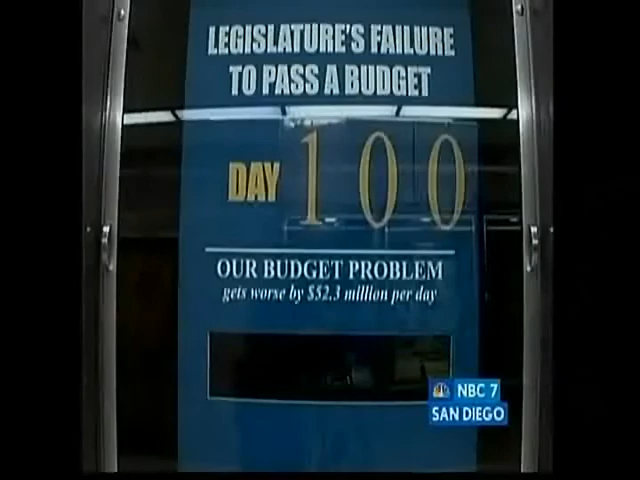 LEGISLATURE'S FAILURE
TO PASS A BUDGET
DAY 100
OUR BUDGET PROBLEM
gets worse by $52.3 million per day
NBC 7
SAN DIEGO